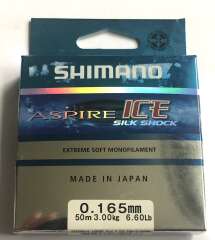 SHIMANO
ASPIRE ICE
SILK SHOCK
EXTREME SOFT MONOFILAMENT
MADE IN JAPAN
0.165mm
50m 3.00kg 6.60Lb